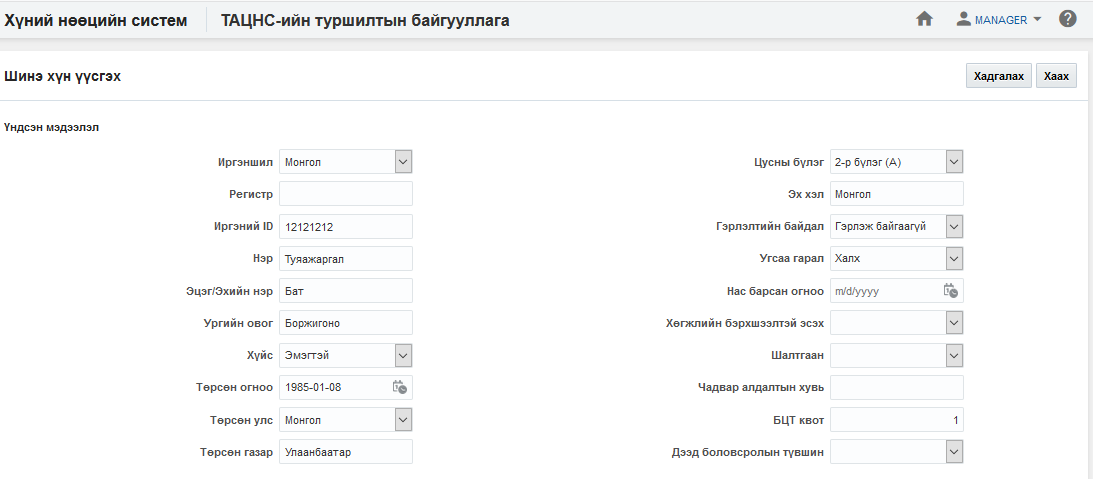 Хүний нөөцийн систем ТАЦНС-ийн туршилтын байгууллага MANAGER
Шинэ хүн үүсгэх Хадгалах Хаах
Үндсэн мэдээлэл
Иргэншил Монгол Цусны бүлэг 2-р бүлэг (A)
Регистр Эх хэл Монгол
Иргэний ID 12121212 Гэрлэлтийн байдал Гэрлэж байгаагүй
Нэр Туяажаргал Угсаа гарал Халх
Эцэг/Эхийн нэр Бат Нас барсан огноо m/d/yyyy
Ургийн овог Боржигоно Хөгжлийн бэрхшээлтэй эсэх
Хүйс Эмэгтэй Шалтгаан
Төрсөн огноо 1985-01-08 Чадвар алдалтын хувь
Төрсөн улс Монгол БЦТ квот 1
Төрсөн газар Улаанбаатар Дээд боловсролын түвшин